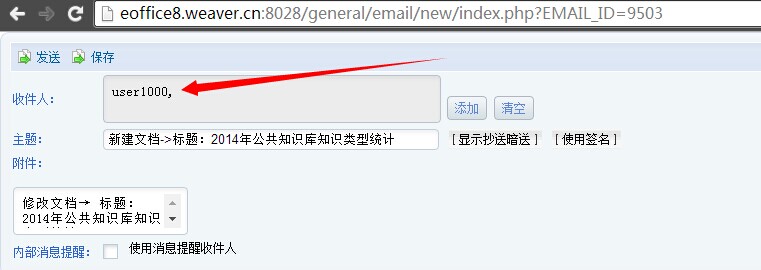 eoffice8.weaver.cn:8028/general/email/new/index.php?EMAIL_ID=9503
发送 保存
收件人： user1000, 添加 清空
主题： 新建文档->标题：2014年公共知识库知识类型统计 [显示抄送暗送] [使用签名]
附件：
修改文档→ 标题：
2014年公共知识库知识
内部消息提醒： 使用消息提醒收件人